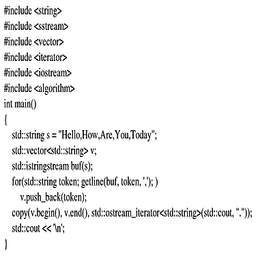 #include <string>
#include <sstream>
#include <vector>
#include <iterator>
#include <iostream>
#include <algorithm>
int main()
{
std::string s = "Hello,How,Are,You,Today";
std::vector<std::string> v;
std::istringstream buf(s);
for(std::string token; getline(buf, token, ','); )
v.push_back(token);
copy(v.begin(), v.end(), std::ostream_iterator<std::string>(std::cout, "."));
std::cout << '\n';
}